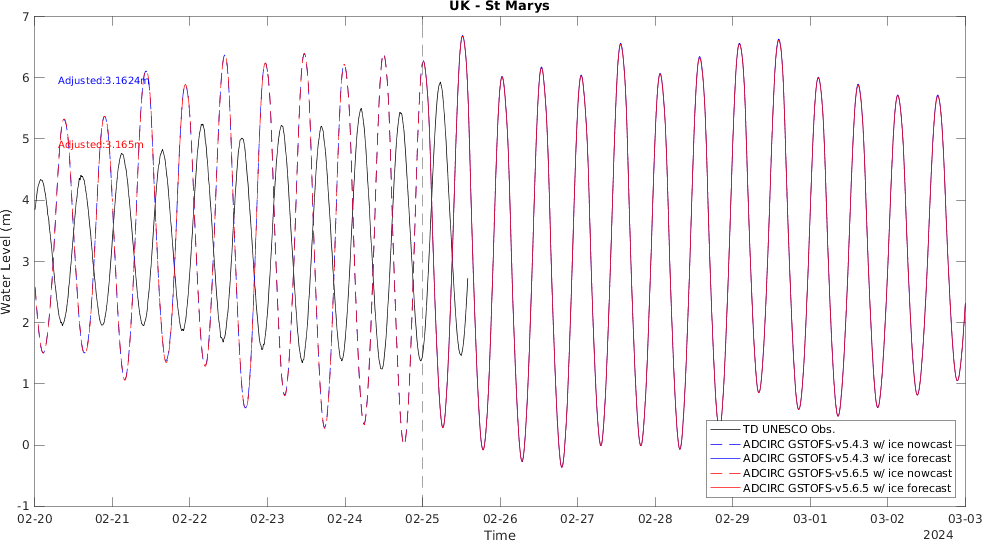 UK - St Marys
7
6
5
4
3
2
1
0
-1
Water Level (m)
Adjusted:3.1624m
Adjusted:3.165m
TD UNESCO Obs.
ADCIRC GSTOFS-v5.4.3 w/ ice nowcast
ADCIRC GSTOFS-v5.4.3 w/ ice forecast
ADCIRC GSTOFS-v5.6.5 w/ ice nowcast
ADCIRC GSTOFS-v5.6.5 w/ ice forecast
02-20 02-21 02-22 02-23 02-24 02-25 02-26 02-27 02-28 02-29 03-01 03-02 03-03
Time
2024